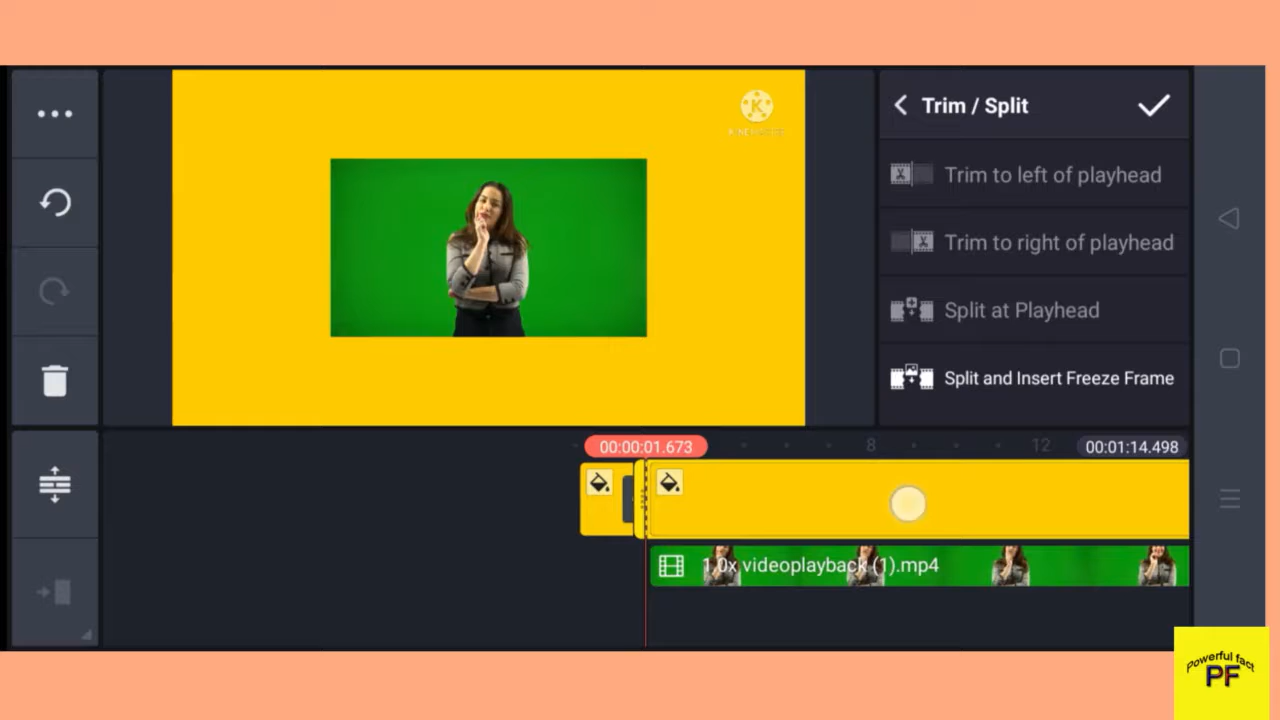 Trim / Split
Trim to left of playhead
Trim to right of playhead
Split at Playhead
Split and Insert Freeze Frame
K
KINEMASTER
00:00:01.673
8
12
00:01:14.498
1.0x videoplayback (1).mp4
Powerful fact
PF